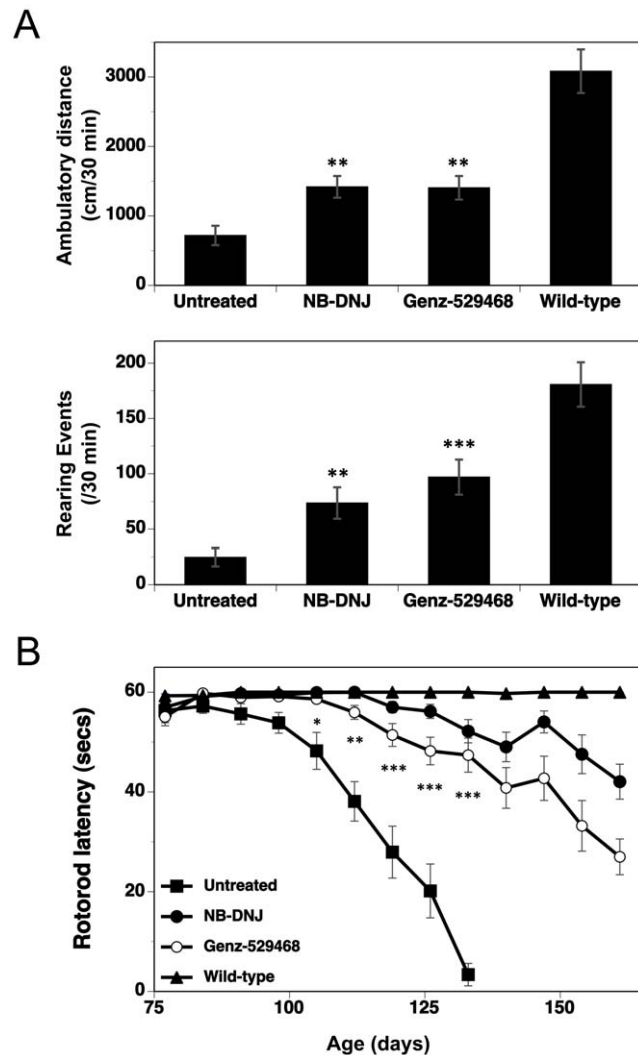 A
Ambulatory distance
(cm/30 min)
3000
2000
1000
0
** **
Untreated NB-DNJ Genz-529468 Wild-type
Rearing Events
(/30 min)
200
150
100
50
0
** ***
Untreated NB-DNJ Genz-529468 Wild-type
B
Rotorod latency (secs)
60
40
20
0
*
**
***
***
***
Untreated
NB-DNJ
Genz-529468
Wild-type
75 100 125 150
Age (days)